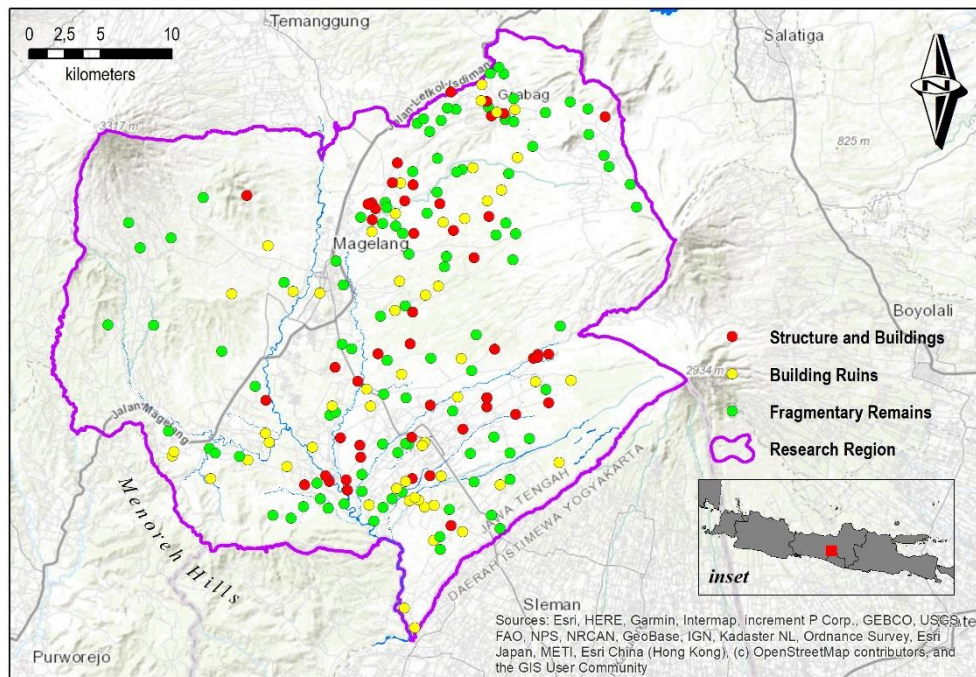 Temanggung
Salatiga
0 2,5 5 10
kilometers
Jalan Letkol Isdiman
Grabag
N
3317 m
825 m
Magelang
Boyolali
Structure and Buildings
2934 m
Building Ruins
Jalan Magelang
Fragmentary Remains
Research Region
Menoreh Hills
JAWA TENGAH
DAERAH ISTIMEWA YOGYAKARTA
inset
Sleman
Purworejo
Sources: Esri, HERE, Garmin, Intermap, increment P Corp., GEBCO, USGS,
FAO, NPS, NRCAN, GeoBase, IGN, Kadaster NL, Ordnance Survey, Esri
Japan, METI, Esri China (Hong Kong), (c) OpenStreetMap contributors, and
the GIS User Community